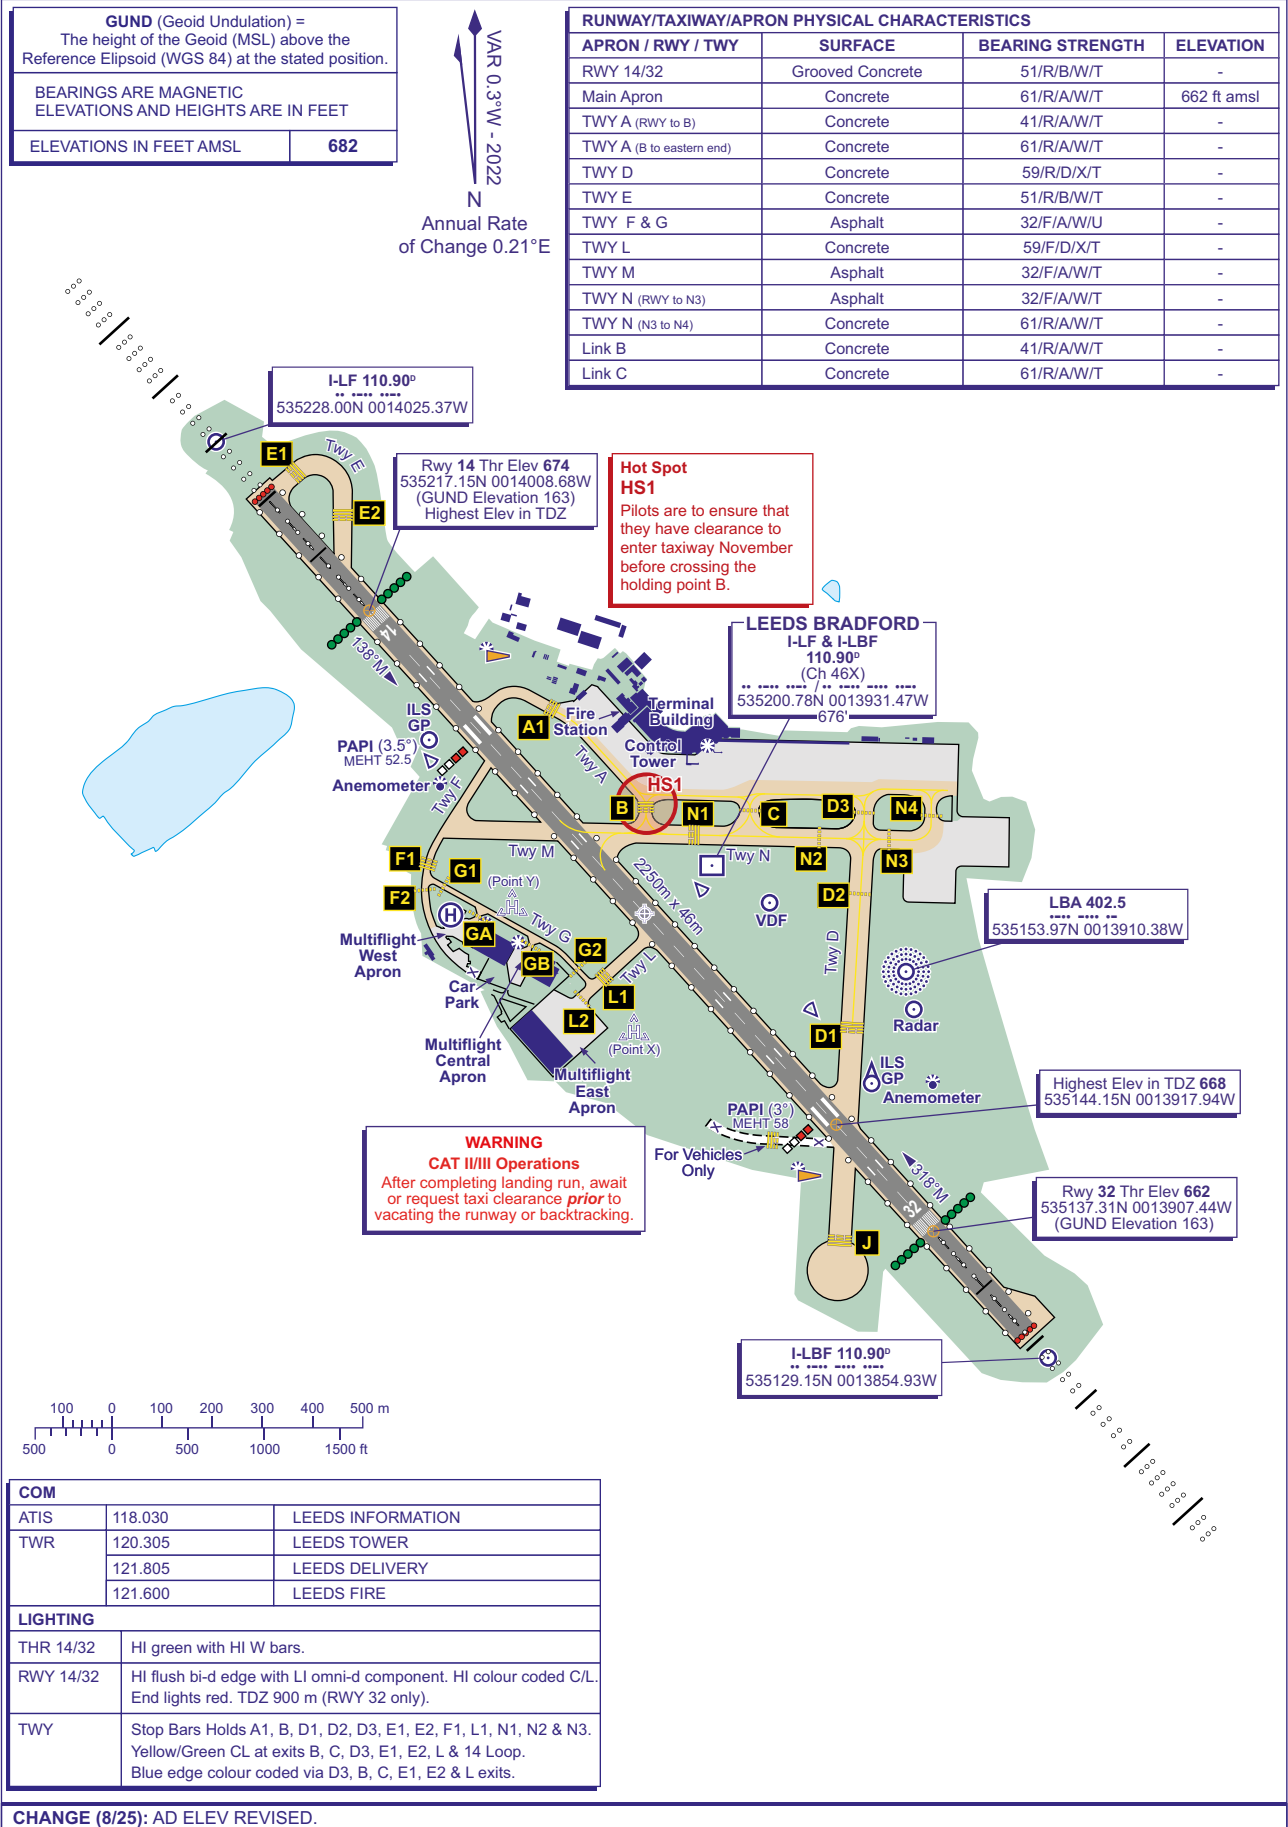 GUND (Geoid Undulation) =
The height of the Geoid (MSL) above the
Reference Elipsoid (WGS 84) at the stated position.
BEARINGS ARE MAGNETIC
ELEVATIONS AND HEIGHTS ARE IN FEET
ELEVATIONS IN FEET AMSL 682
VAR 0.3°W - 2022
N
Annual Rate
of Change 0.21°E
RUNWAY/TAXIWAY/APRON PHYSICAL CHARACTERISTICS
APRON / RWY / TWY SURFACE BEARING STRENGTH ELEVATION
RWY 14/32 Grooved Concrete 51/R/B/W/T -
Main Apron Concrete 61/R/A/W/T 662 ft amsl
TWY A (RWY to B) Concrete 41/R/A/W/T -
TWY A (B to eastern end) Concrete 61/R/A/W/T -
TWY D Concrete 59/R/D/X/T -
TWY E Concrete 51/R/B/W/T -
TWY F & G Asphalt 32/F/A/W/U -
TWY L Concrete 59/F/D/X/T -
TWY M Asphalt 32/F/A/W/T -
TWY N (RWY to N3) Asphalt 32/F/A/W/T -
TWY N (N3 to N4) Concrete 61/R/A/W/T -
Link B Concrete 41/R/A/W/T -
Link C Concrete 61/R/A/W/T -
I-LF 110.90D
535228.00N 0014025.37W
E1
Twy E
E2
Rwy 14 Thr Elev 674
535217.15N 0014008.68W
(GUND Elevation 163)
Highest Elev in TDZ
Hot Spot
HS1
Pilots are to ensure that
they have clearance to
enter taxiway November
before crossing the
holding point B.
LEEDS BRADFORD
I-LF & I-LBF
110.90D
(Ch 46X)
535200.78N 0013931.47W
676'
14
138°M
ILS
GP
PAPI (3.5°)
MEHT 52.5
Anemometer
Twy F
A1
Fire
Station
Terminal
Building
Control
Tower
Twy A
HS1
B
N1
C
D3
N4
Twy M
Twy N
N2
N3
F1
G1
F2
(Point Y)
H
H
GA
Twy G
GB
G2
Twy L
L1
L2
H
(Point X)
2250m x 46m
VDF
D2
Twy D
D1
LBA 402.5
535153.97N 0013910.38W
Radar
Multiflight
West
Apron
Car
Park
Multiflight
Central
Apron
Multiflight
East
Apron
ILS
GP
Anemometer
Highest Elev in TDZ 668
535144.15N 0013917.94W
PAPI (3°)
MEHT 58
X
X
X
For Vehicles
Only
WARNING
CAT II/III Operations
After completing landing run, await
or request taxi clearance prior to
vacating the runway or backtracking.
318°M
32
Rwy 32 Thr Elev 662
535137.31N 0013907.44W
(GUND Elevation 163)
J
I-LBF 110.90D
535129.15N 0013854.93W
100 0 100 200 300 400 500 m
500 0 500 1000 1500 ft
COM
ATIS 118.030 LEEDS INFORMATION
TWR 120.305 LEEDS TOWER
121.805 LEEDS DELIVERY
121.600 LEEDS FIRE
LIGHTING
THR 14/32 HI green with HI W bars.
RWY 14/32 HI flush bi-d edge with LI omni-d component. HI colour coded C/L.
End lights red. TDZ 900 m (RWY 32 only).
TWY Stop Bars Holds A1, B, D1, D2, D3, E1, E2, F1, L1, N1, N2 & N3.
Yellow/Green CL at exits B, C, D3, E1, E2, L & 14 Loop.
Blue edge colour coded via D3, B, C, E1, E2 & L exits.
CHANGE (8/25): AD ELEV REVISED.